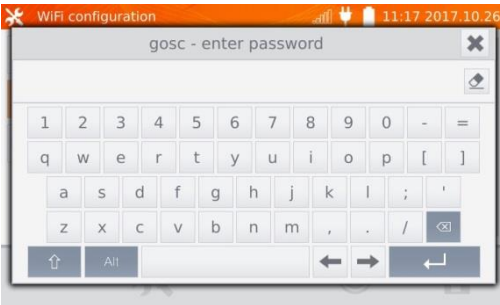 WiFi configuration 11:17 2017.10.26
gosc - enter password
1 2 3 4 5 6 7 8 9 0 - =
q w e r t y u i o p [ ]
a s d f g h j k l ; '
z x c v b n m , . /
Alt